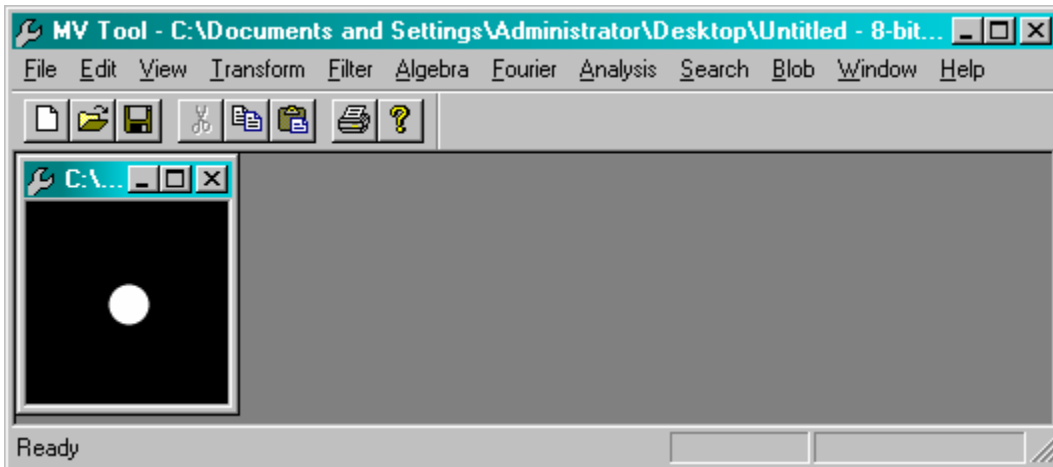 MV Tool - C:\Documents and Settings\Administrator\Desktop\Untitled - 8-bit...
File Edit View Transform Filter Algebra Fourier Analysis Search Blob Window Help
C:\...
Ready